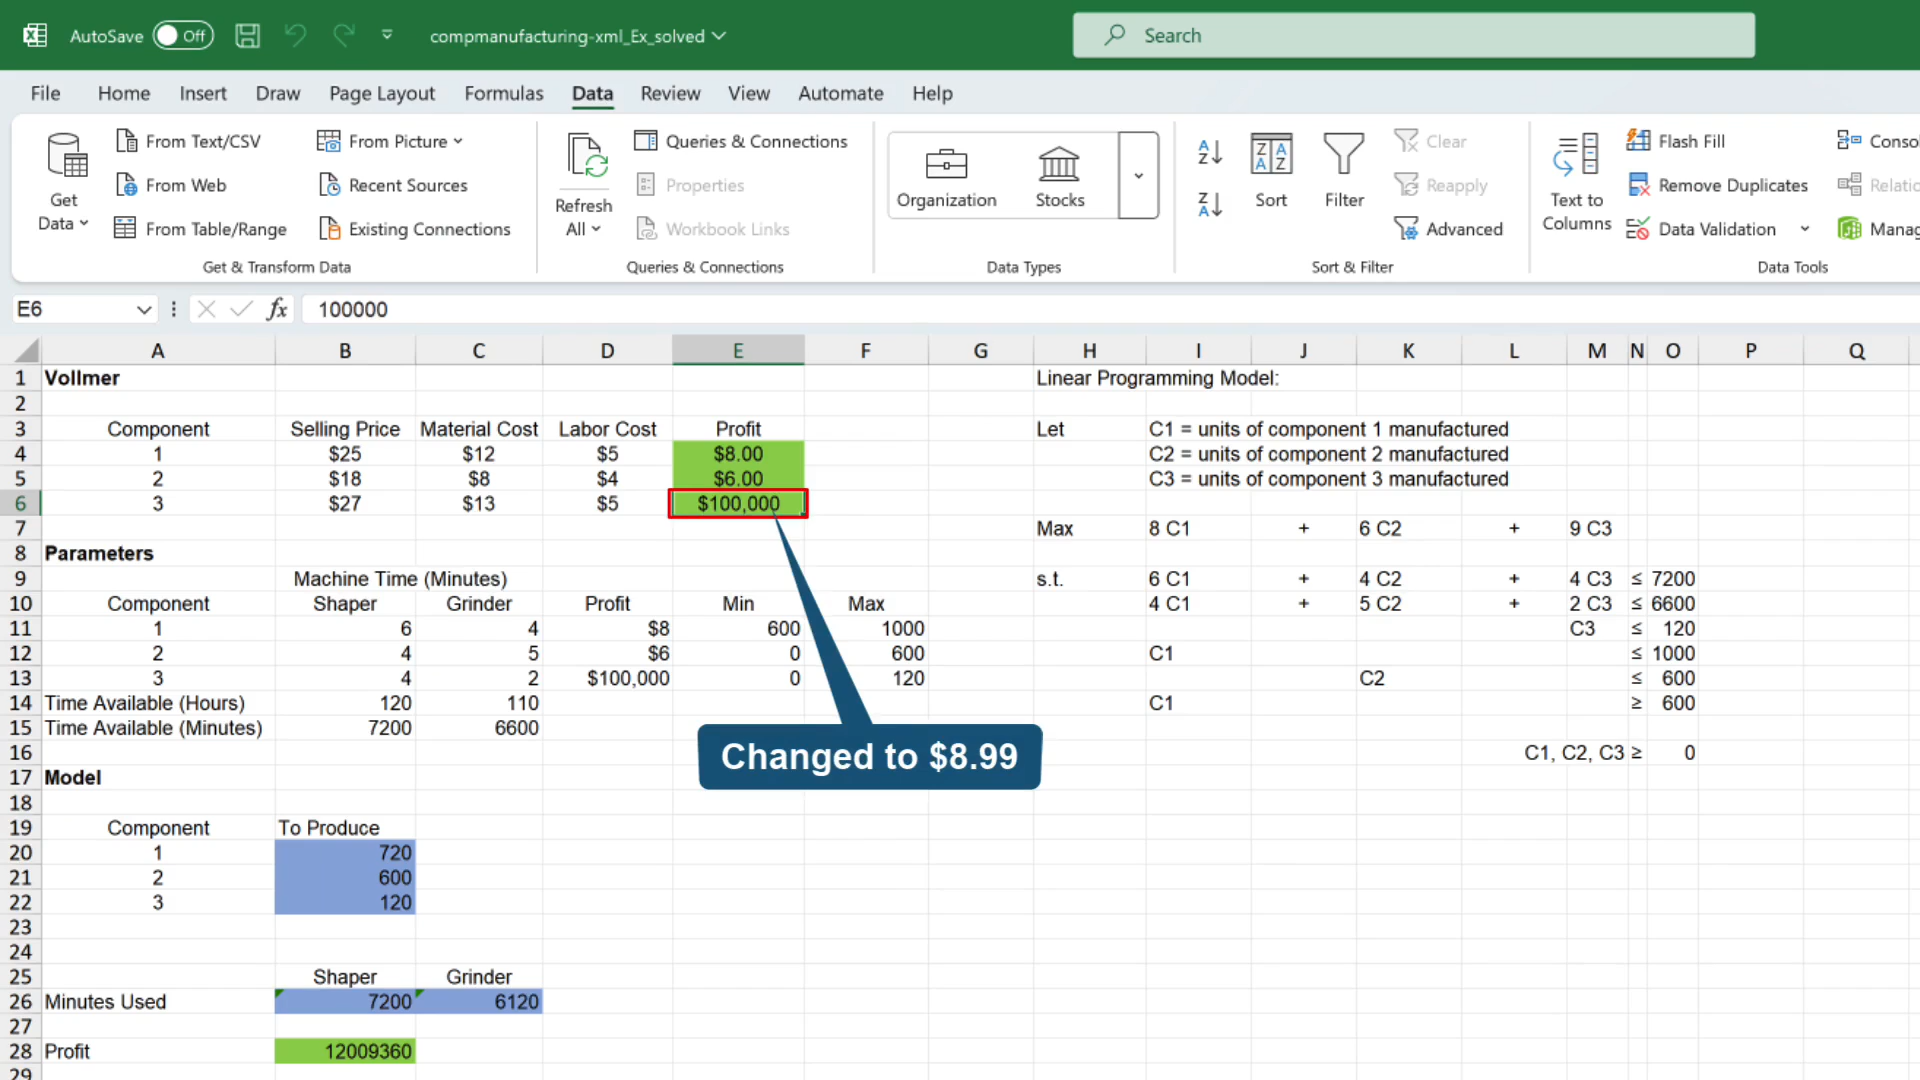 AutoSave Off compmanufacturing-xml_Ex_solved Search
File Home Insert Draw Page Layout Formulas Data Review View Automate Help
Get Data
From Text/CSV
From Web
From Table/Range
From Picture
Recent Sources
Existing Connections
Get & Transform Data
Refresh All
Queries & Connections
Properties
Workbook Links
Queries & Connections
Organization
Stocks
Data Types
Sort
Filter
Clear
Reapply
Advanced
Sort & Filter
Text to Columns
Flash Fill
Remove Duplicates
Data Validation
Data Tools
E6 fx 100000
A B C D E F G H I J K L M N O P Q
1 Vollmer Linear Programming Model:
2
3 Component Selling Price Material Cost Labor Cost Profit Let C1 = units of component 1 manufactured
4 1 $25 $12 $5 $8.00 C2 = units of component 2 manufactured
5 2 $18 $8 $4 $6.00 C3 = units of component 3 manufactured
6 3 $27 $13 $5 $100,000
7 Max 8 C1 + 6 C2 + 9 C3
8 Parameters
9 Machine Time (Minutes) s.t. 6 C1 + 4 C2 + 4 C3 ≤ 7200
10 Component Shaper Grinder Profit Min Max 4 C1 + 5 C2 + 2 C3 ≤ 6600
11 1 6 4 $8 600 1000 C3 ≤ 120
12 2 4 5 $6 0 600 C1 ≤ 1000
13 3 4 2 $100,000 0 120 C2 ≤ 600
14 Time Available (Hours) 120 110 C1 ≥ 600
15 Time Available (Minutes) 7200 6600
Changed to $8.99
16 C1, C2, C3 ≥ 0
17 Model
18
19 Component To Produce
20 1 720
21 2 600
22 3 120
23
24
25 Shaper Grinder
26 Minutes Used 7200 6120
27
28 Profit 12009360
29